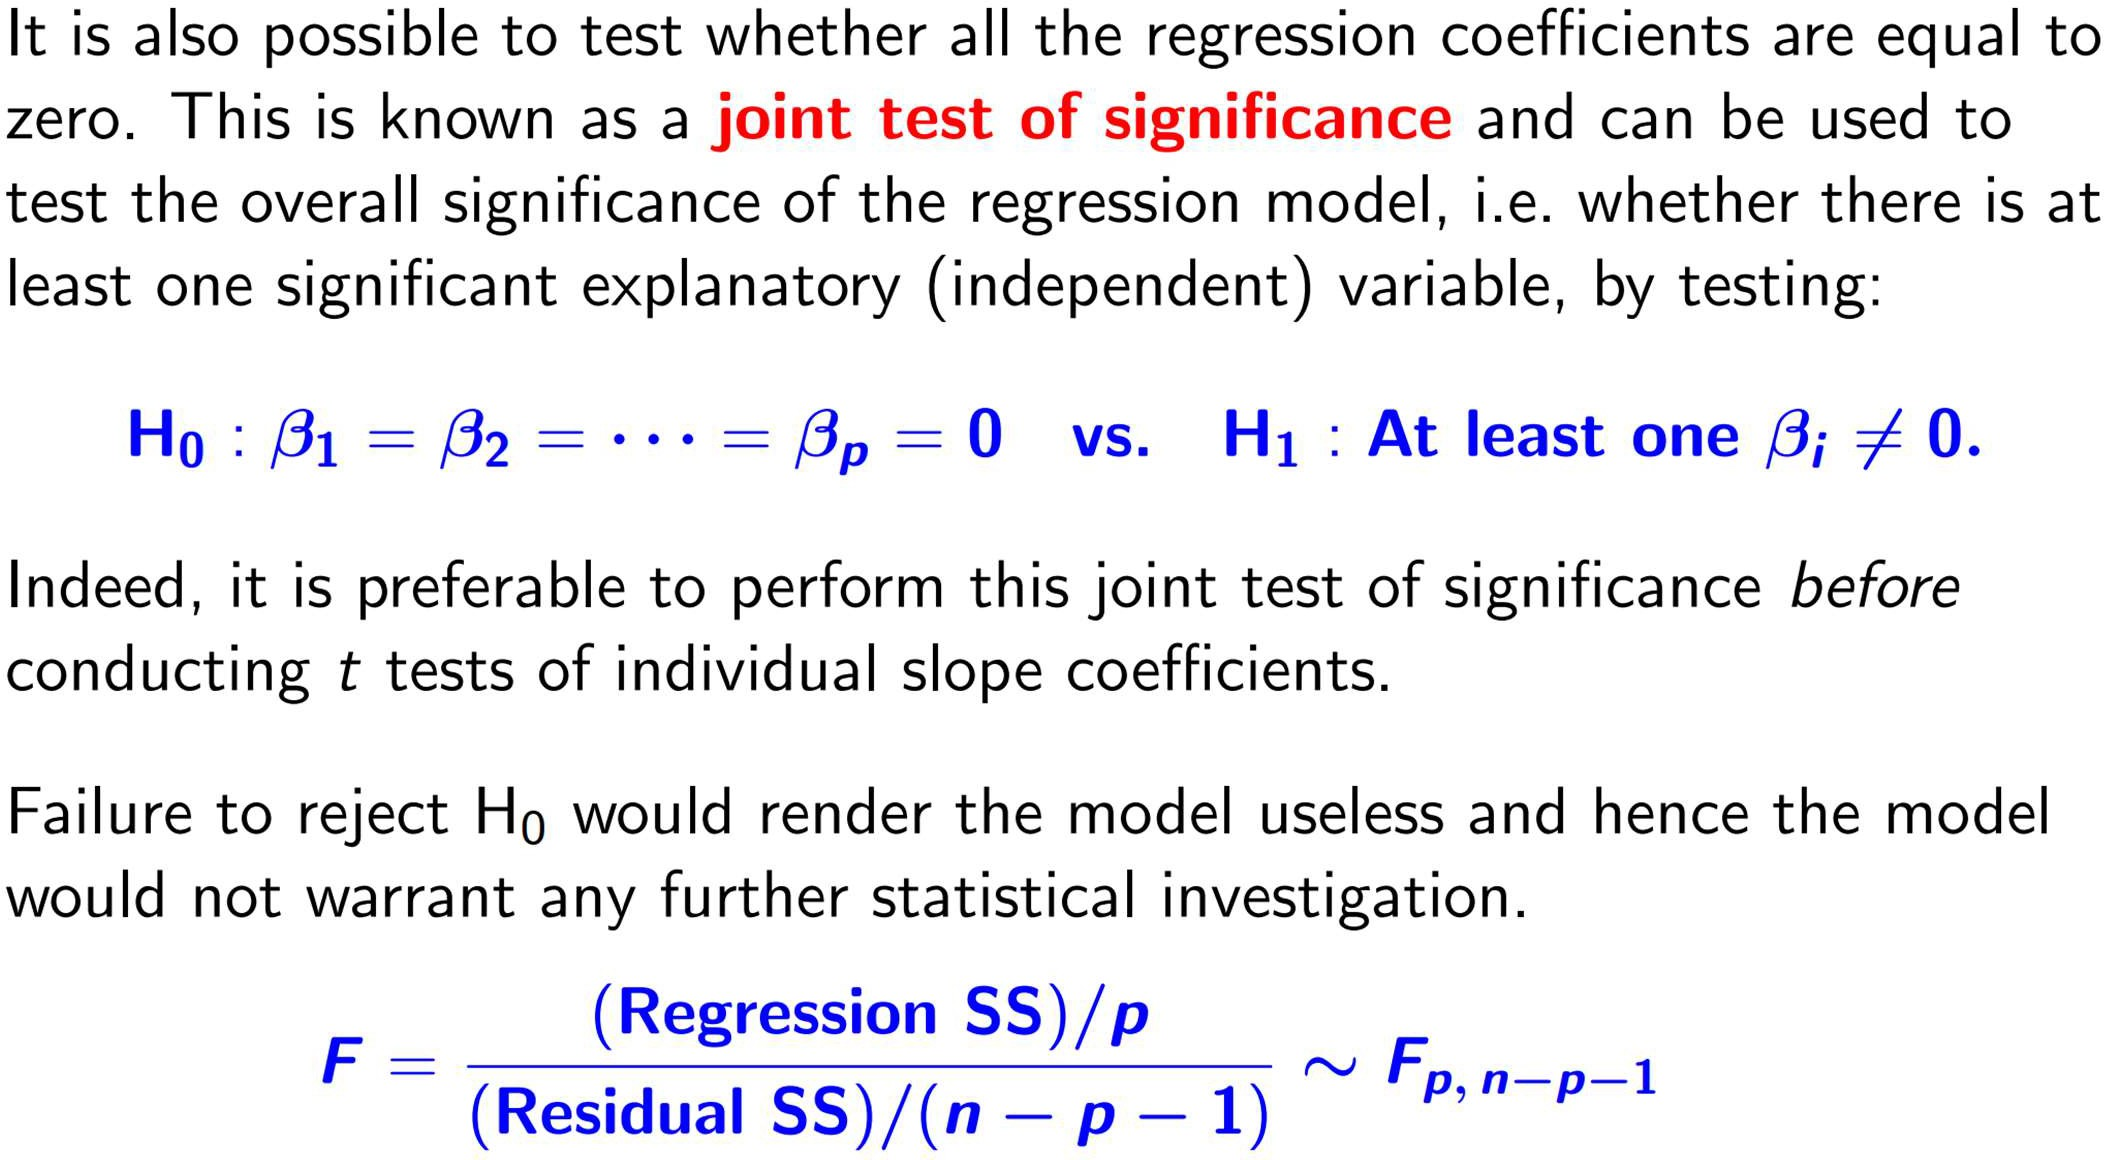 It is also possible to test whether all the regression coefficients are equal to
zero. This is known as a joint test of significance and can be used to
test the overall significance of the regression model, i.e. whether there is at
least one significant explanatory (independent) variable, by testing:
H₀ : β₁ = β₂ = ⋯ = βₚ = 0 vs. H₁ : At least one βᵢ ≠ 0.
Indeed, it is preferable to perform this joint test of significance before
conducting t tests of individual slope coefficients.
Failure to reject H₀ would render the model useless and hence the model
would not warrant any further statistical investigation.
F = (Regression SS)/p / (Residual SS)/(n − p − 1) ∼ Fₚ, ₙ₋ₚ₋₁